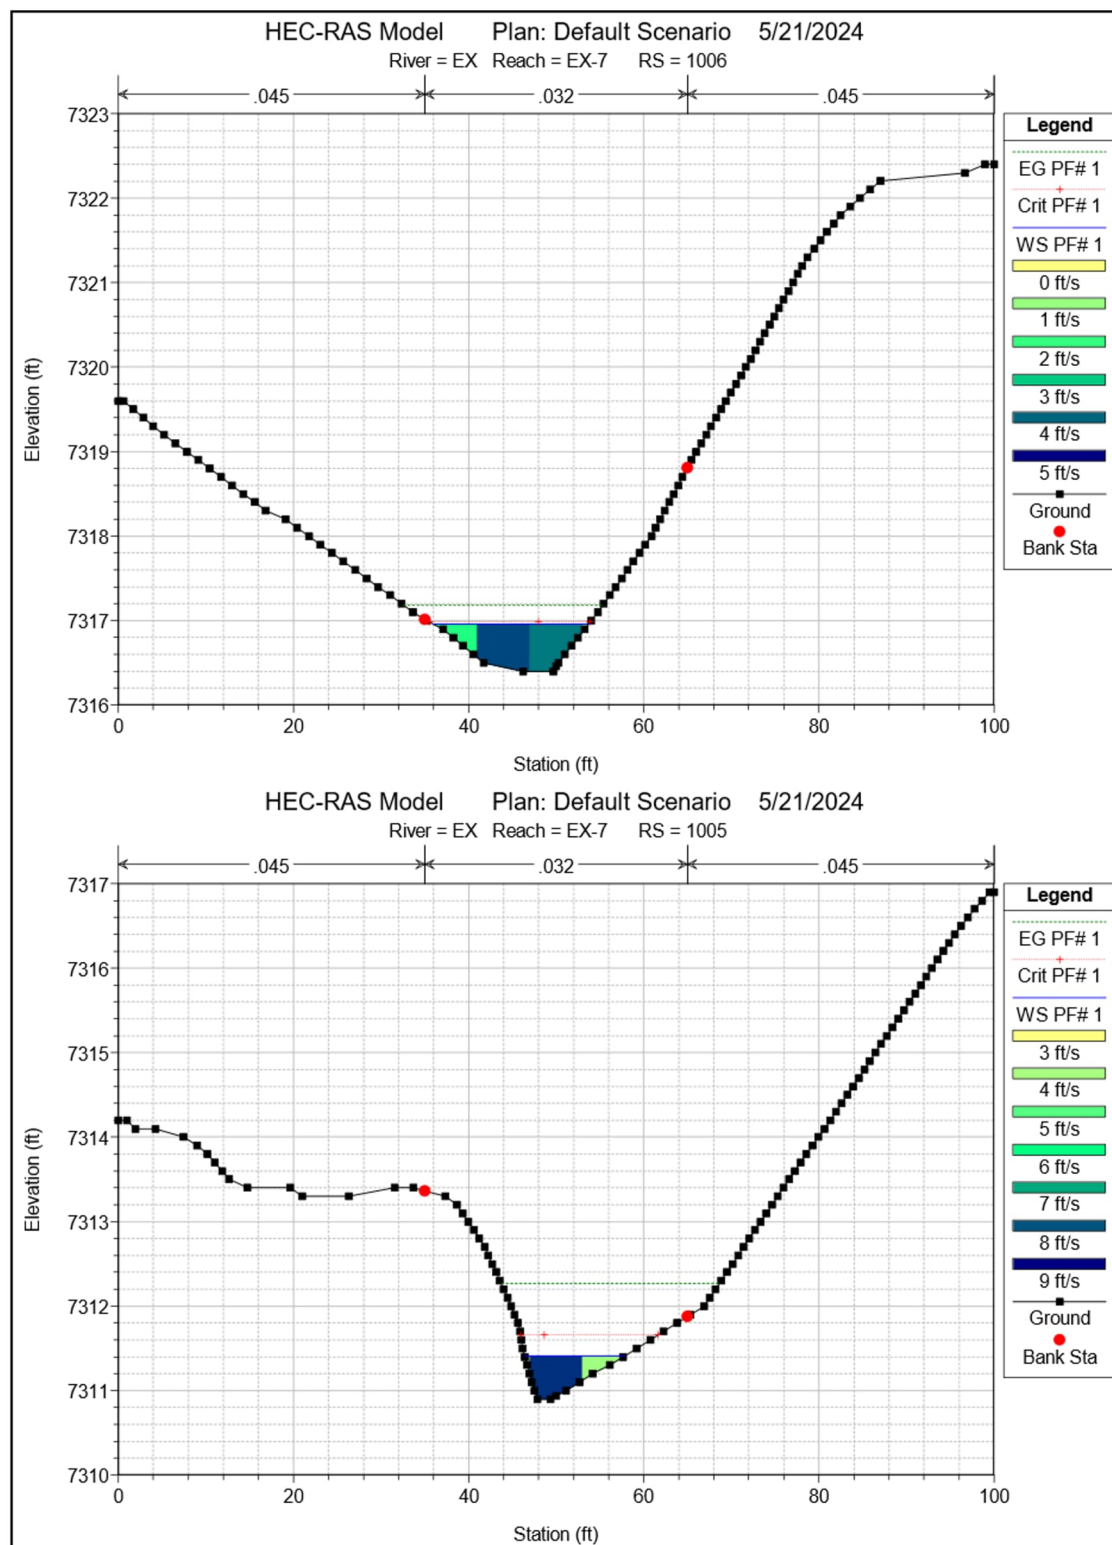 HEC-RAS Model Plan: Default Scenario 5/21/2024
River = EX Reach = EX-7 RS = 1006
.045 .032 .045
7323
7322
7321
7320
7319
7318
7317
7316
Elevation (ft)
0 20 40 60 80 100
Station (ft)
Legend
EG PF# 1
Crit PF# 1
WS PF# 1
0 ft/s
1 ft/s
2 ft/s
3 ft/s
4 ft/s
5 ft/s
Ground
Bank Sta
HEC-RAS Model Plan: Default Scenario 5/21/2024
River = EX Reach = EX-7 RS = 1005
.045 .032 .045
7317
7316
7315
7314
7313
7312
7311
7310
Elevation (ft)
0 20 40 60 80 100
Station (ft)
Legend
EG PF# 1
Crit PF# 1
WS PF# 1
3 ft/s
4 ft/s
5 ft/s
6 ft/s
7 ft/s
8 ft/s
9 ft/s
Ground
Bank Sta